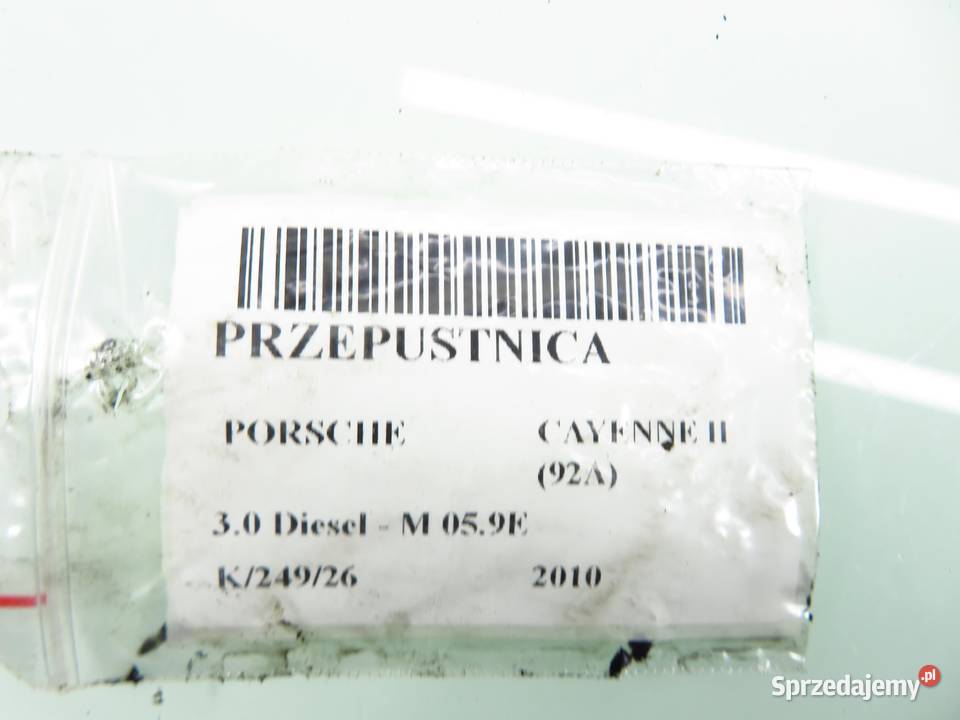 PRZEPUSTNICA
PORSCHE CAYENNE II
(92A)
3.0 Diesel - M 05.9E
K/249/26 2010
Sprzedajemy.pl